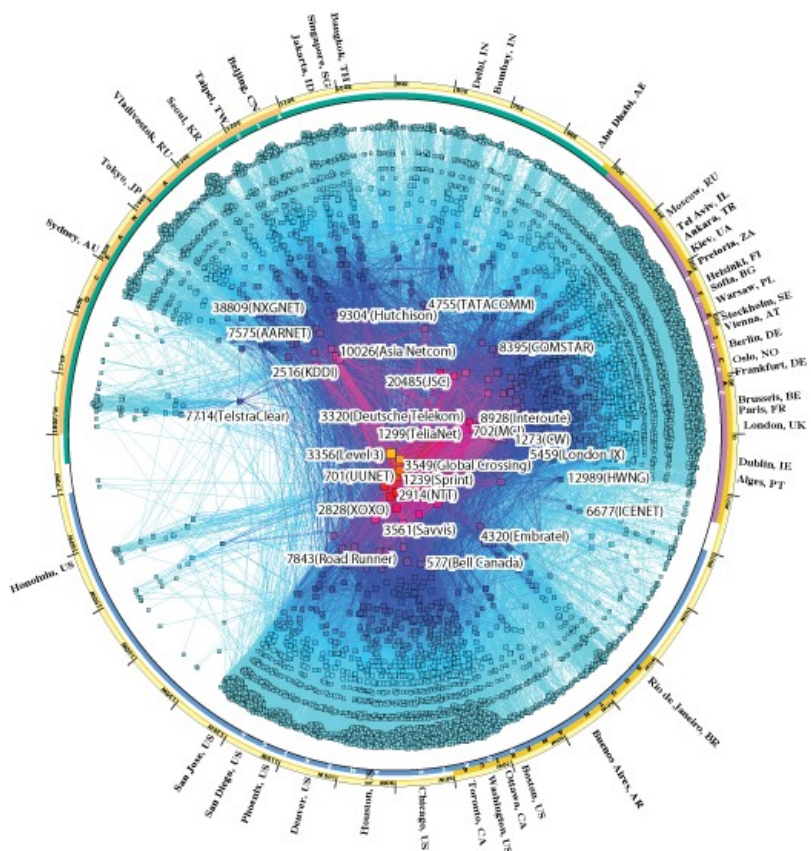 Bangkok, TH
Singapore, SG
Jakarta, ID
Beijing, CN
Taipei, TW
Seoul, KR
Vladivostok, RU
Tokyo, JP
Sydney, AU
Delhi, IN
Bombay, IN
Abu Dhabi, AE
Moscow, RU
Tel Aviv, IL
Ankara, TR
Kiev, UA
Pretoria, ZA
Helsinki, FI
Sofia, BG
Warsaw, PL
Stockholm, SE
Vienna, AT
Berlin, DE
Oslo, NO
Frankfurt, DE
Brussels, BE
Paris, FR
London, UK
Dublin, IE
Alges, PT
38809(NXGNET)
4755(TATACOMM)
9304 (Hutchison)
7575(AARNET)
8395(COMSTAR)
10026(Asia Netcom)
2516(KDDI)
20485(JSC)
7714(TelstraClear)
3320(Deutsche Telekom)
8928(Interoute)
1299(TeliaNet)
702(MCI)
1273(CW)
3356(Level 3)
5459(London IX)
3549(Global Crossing)
701(UUNET)
1239(Sprint)
12989(HWNG)
2914(NTT)
2828(XOXO)
6677(ICENET)
3561(Savvis)
4320(Embratel)
7843(Road Runner)
577(Bell Canada)
Honolulu, US
San Jose, US
San Diego, US
Phoenix, US
Denver, US
Houston, US
Chicago, US
Toronto, CA
Washington, US
Ottawa, CA
Boston, US
Buenos Aires, AR
Rio de Janeiro, BR